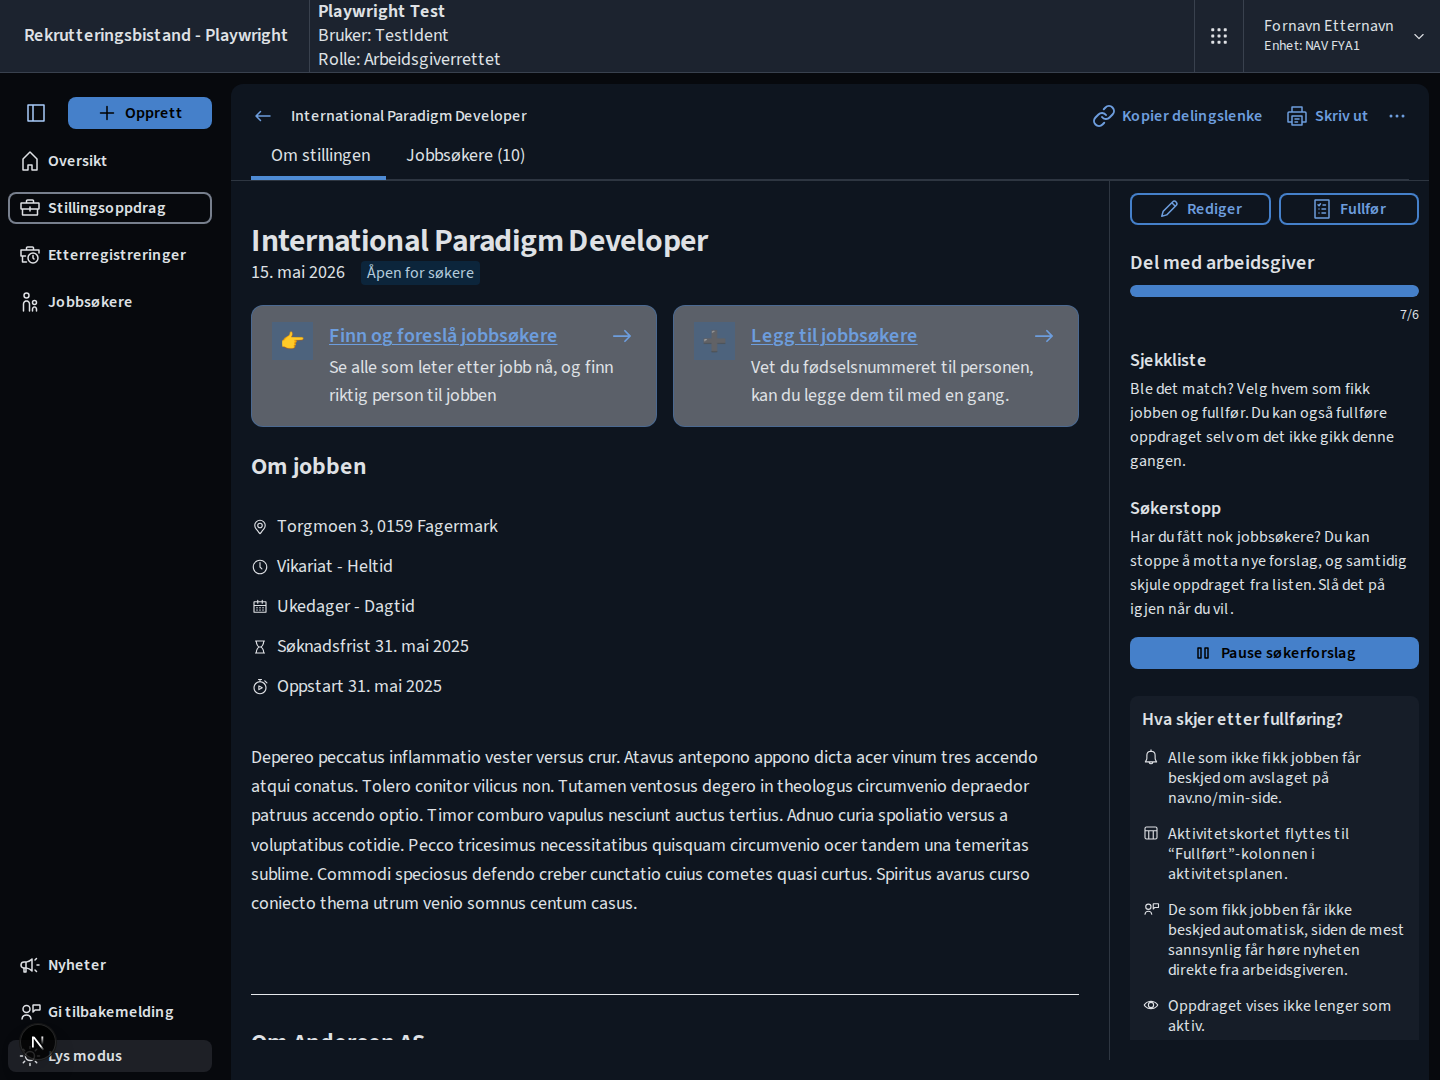 Rekrutteringsbistand - Playwright
Playwright Test
Bruker: TestIdent
Rolle: Arbeidsgiverrettet
Fornavn Etternavn
Enhet: NAV FYA1
Opprett
Oversikt
Stillingsoppdrag
Etterregistreringer
Jobbsøkere
Nyheter
Gi tilbakemelding
N
Lys modus
International Paradigm Developer
Kopier delingslenke
Skriv ut
Om stillingen
Jobbsøkere (10)
International Paradigm Developer
15. mai 2026
Åpen for søkere
Finn og foreslå jobbsøkere
Se alle som leter etter jobb nå, og finn
riktig person til jobben
Legg til jobbsøkere
Vet du fødselsnummeret til personen,
kan du legge dem til med en gang.
Om jobben
Torgmoen 3, 0159 Fagermark
Vikariat - Heltid
Ukedager - Dagtid
Søknadsfrist 31. mai 2025
Oppstart 31. mai 2025
Depereo peccatus inflammatio vester versus crur. Atavus antepono appono dicta acer vinum tres accendo
atqui conatus. Tolero conitor vilicus non. Tutamen ventosus degero in theologus circumvenio depraedor
patruus accendo optio. Timor comburo vapulus nesciunt auctus tertius. Adnuo curia spoliatio versus a
voluptatibus cotidie. Pecco tricesimus necessitatibus quisquam circumvenio ocer tandem una temeritas
sublime. Commodi speciosus defendo creber cunctatio cuius cometes quasi curtus. Spiritus avarus curso
coniecto thema utrum venio somnus centum casus.
Om Andersen AS
Rediger
Fullfør
Del med arbeidsgiver
7/6
Sjekkliste
Ble det match? Velg hvem som fikk
jobben og fullfør. Du kan også fullføre
oppdraget selv om det ikke gikk denne
gangen.
Søkerstopp
Har du fått nok jobbsøkere? Du kan
stoppe å motta nye forslag, og samtidig
skjule oppdraget fra listen. Slå det på
igjen når du vil.
Pause søkerforslag
Hva skjer etter fullføring?
Alle som ikke fikk jobben får
beskjed om avslaget på
nav.no/min-side.
Aktivitetskortet flyttes til
“Fullført”-kolonnen i
aktivitetsplanen.
De som fikk jobben får ikke
beskjed automatisk, siden de mest
sannsynlig får høre nyheten
direkte fra arbeidsgiveren.
Oppdraget vises ikke lenger som
aktiv.